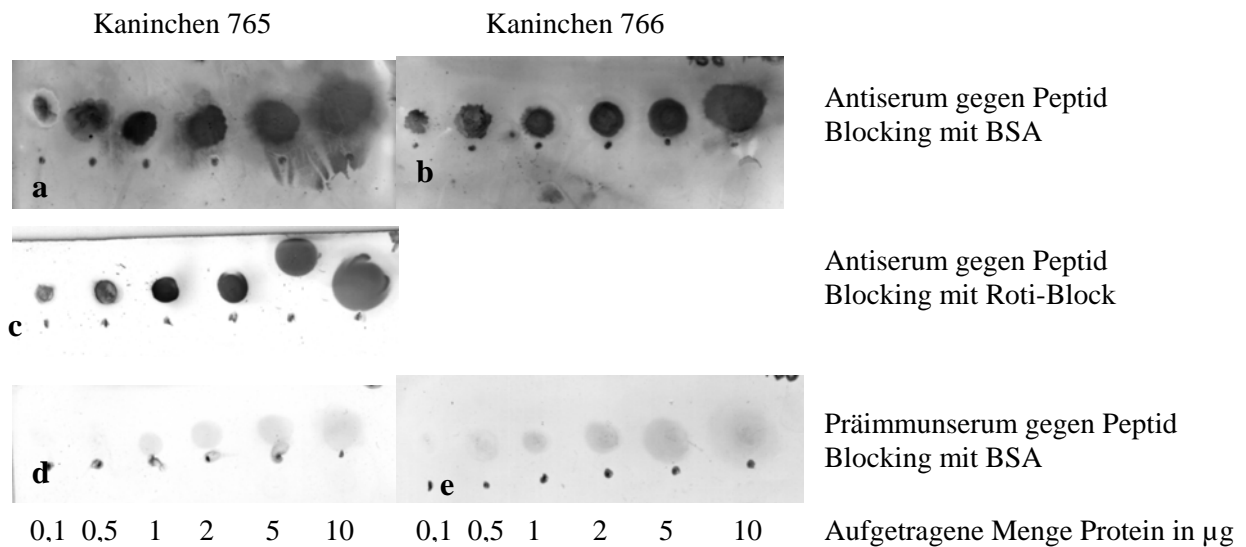 Kaninchen 765 Kaninchen 766
Antiserum gegen Peptid
Blocking mit BSA
a b
Antiserum gegen Peptid
Blocking mit Roti-Block
c
Präimmunserum gegen Peptid
Blocking mit BSA
d e
0,1 0,5 1 2 5 10 0,1 0,5 1 2 5 10 Aufgetragene Menge Protein in µg